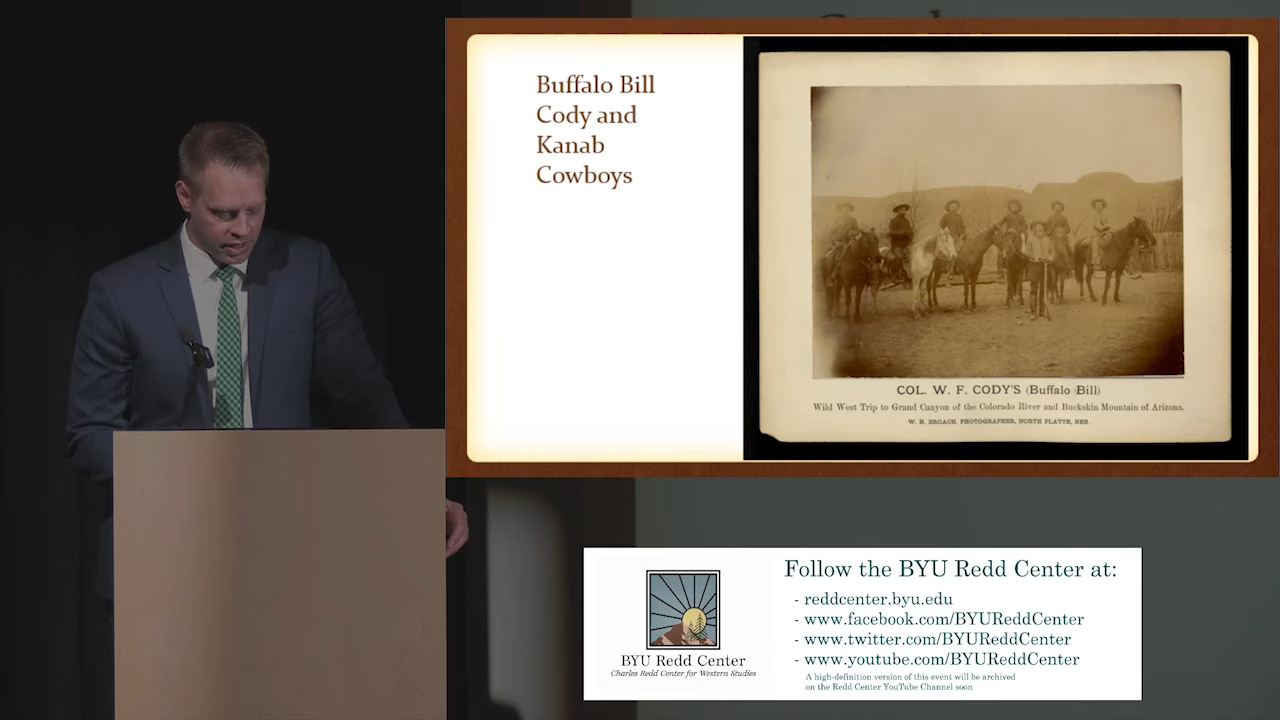 Buffalo Bill
Cody and
Kanab
Cowboys
COL. W. F. CODY'S (Buffalo Bill)
Wild West Trip to Grand Canyon of the Colorado River and Buckskin Mountain of Arizona.
W. H. BROACH, PHOTOGRAPHER, NORTH PLATTE, NEB.
Follow the BYU Redd Center at:
- reddcenter.byu.edu
- www.facebook.com/BYUReddCenter
- www.twitter.com/BYUReddCenter
- www.youtube.com/BYUReddCenter
A high-definition version of this event will be archived
on the Redd Center YouTube Channel soon
BYU Redd Center
Charles Redd Center for Western Studies